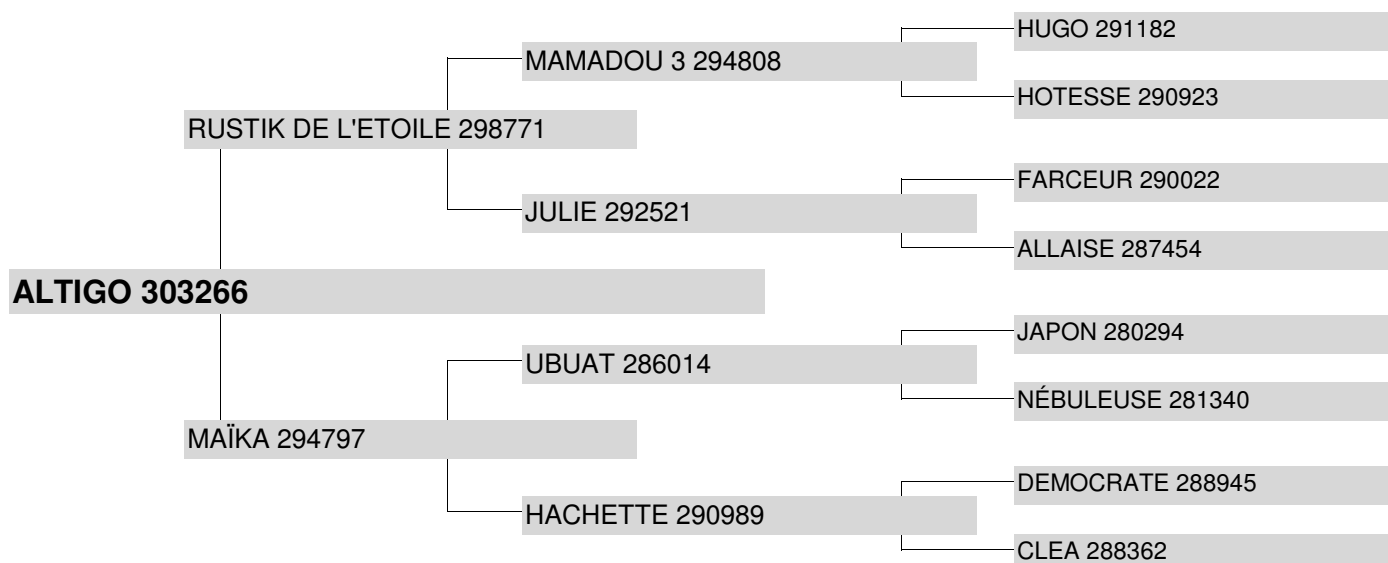 HUGO 291182
MAMADOU 3 294808
HOTESSE 290923
RUSTIK DE L'ETOILE 298771
FARCEUR 290022
JULIE 292521
ALLAISE 287454
ALTIGO 303266
JAPON 280294
UBUAT 286014
NÉBULEUSE 281340
MAÏKA 294797
DEMOCRATE 288945
HACHETTE 290989
CLEA 288362